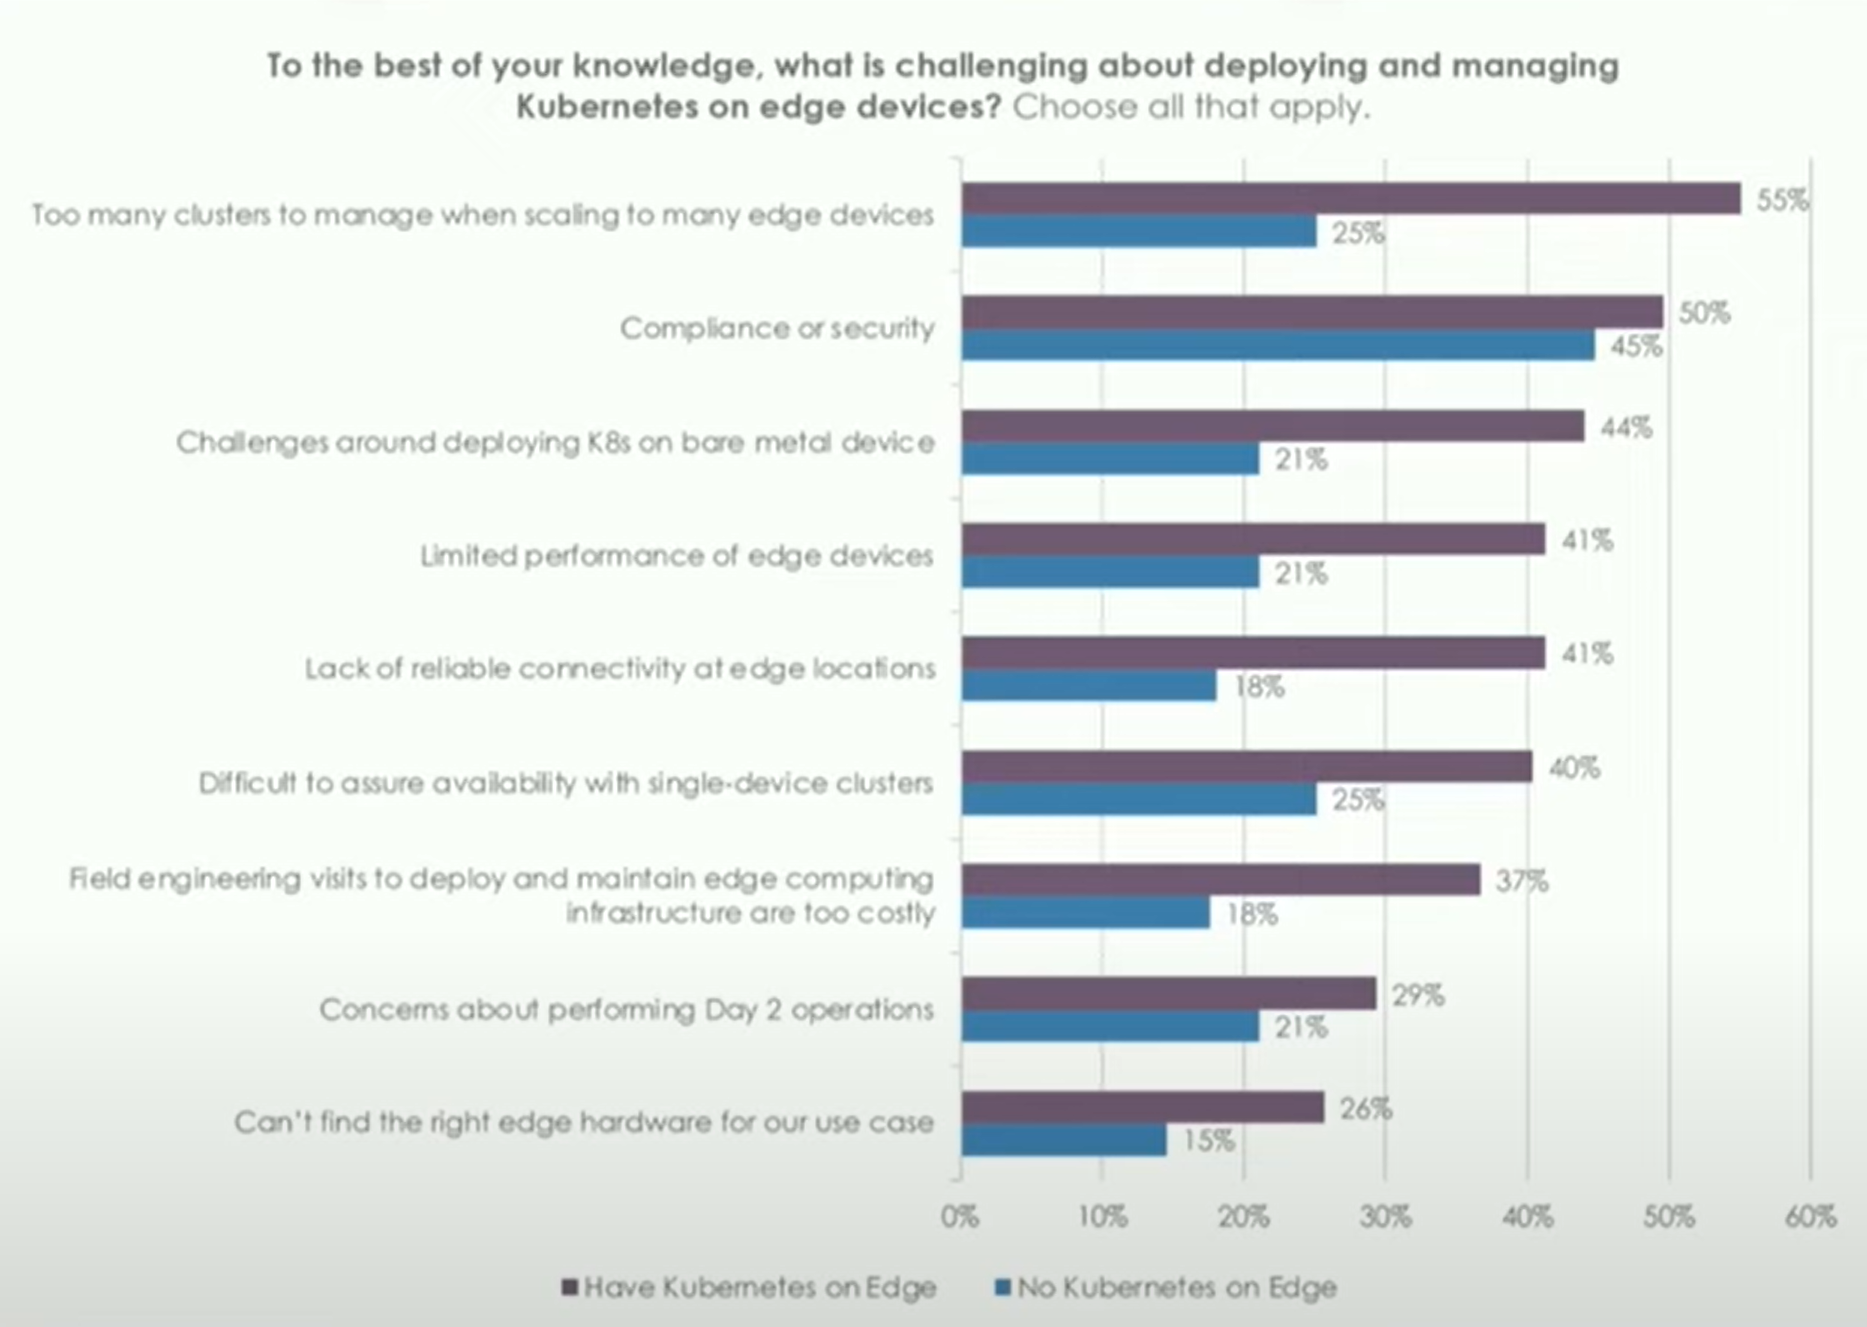 To the best of your knowledge, what is challenging about deploying and managing
Kubernetes on edge devices? Choose all that apply.
Too many clusters to manage when scaling to many edge devices
55%
25%
Compliance or security
50%
45%
Challenges around deploying K8s on bare metal device
44%
21%
Limited performance of edge devices
41%
21%
Lack of reliable connectivity at edge locations
41%
18%
Difficult to assure availability with single-device clusters
40%
25%
Field engineering visits to deploy and maintain edge computing
infrastructure are too costly
37%
18%
Concerns about performing Day 2 operations
29%
21%
Can't find the right edge hardware for our use case
26%
15%
0% 10% 20% 30% 40% 50% 60%
Have Kubernetes on Edge No Kubernetes on Edge